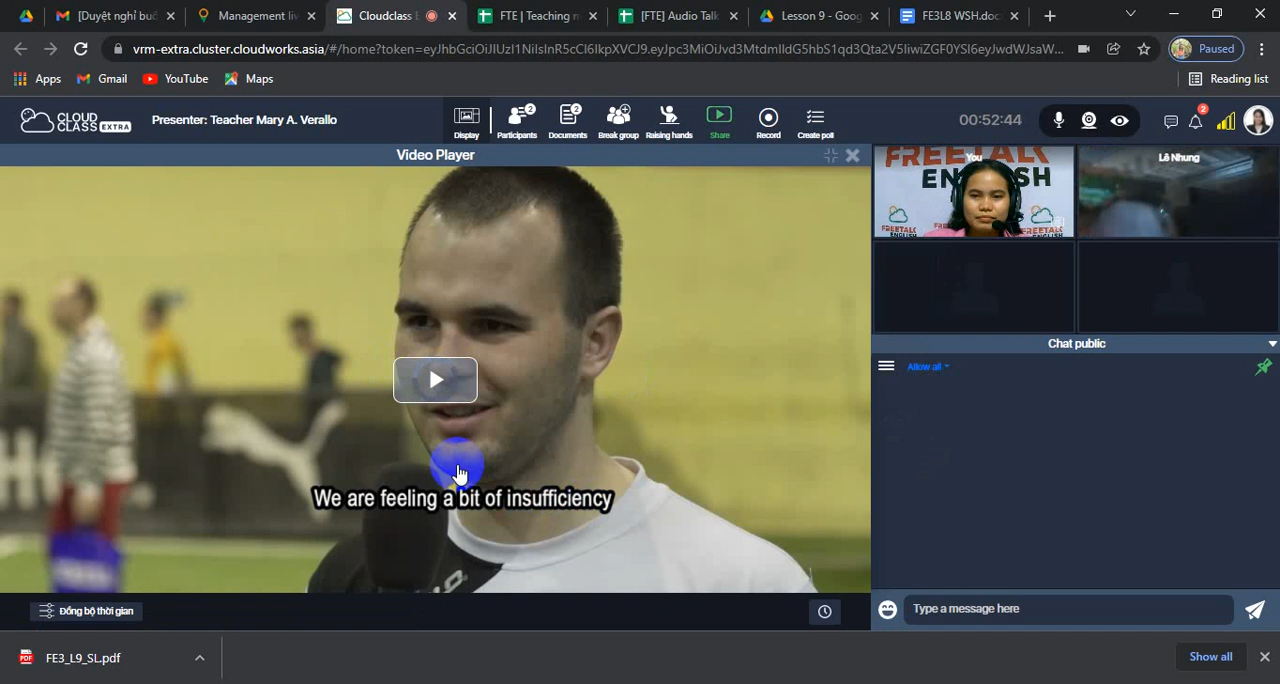 [Duyệt nghỉ buổ
Management liv
Cloudclass E
FTE | Teaching m
[FTE] Audio Talk
Lesson 9 - Goog
FE3L8 WSH.doc
vrm-extra.cluster.cloudworks.asia/#/home?token=eyJhbGciOiJIUzI1NiIsInR5cCI6IkpXVCJ9.eyJpc3MiOiJvd3MtdmlldG5hbS1qd3Qta2V5IiwiZGF0YSI6eyJwdWJsaW...
Paused
Apps
Gmail
YouTube
Maps
Reading list
CLOUD
CLASS EXTRA
Presenter: Teacher Mary A. Verallo
Display
2
Participants
2
Documents
Break group
Raising hands
Share
Record
Create poll
00:52:44
2
Video Player
You
FREETALK
ENGLISH
Lê Nhung
PUMA
We are feeling a bit of insufficiency
Chat public
Allow all
Đồng bộ thời gian
Type a message here
FE3_L9_SL.pdf
Show all